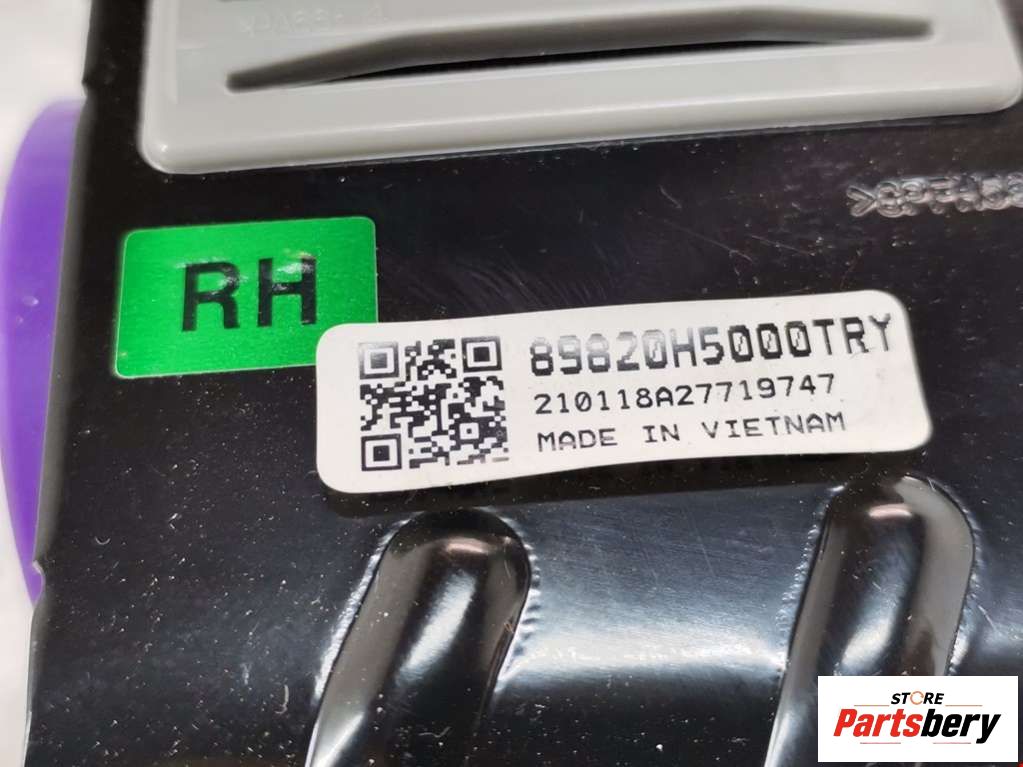 RH
89820H5000TRY
210118A27719747
MADE IN VIETNAM
STORE
Partsbery